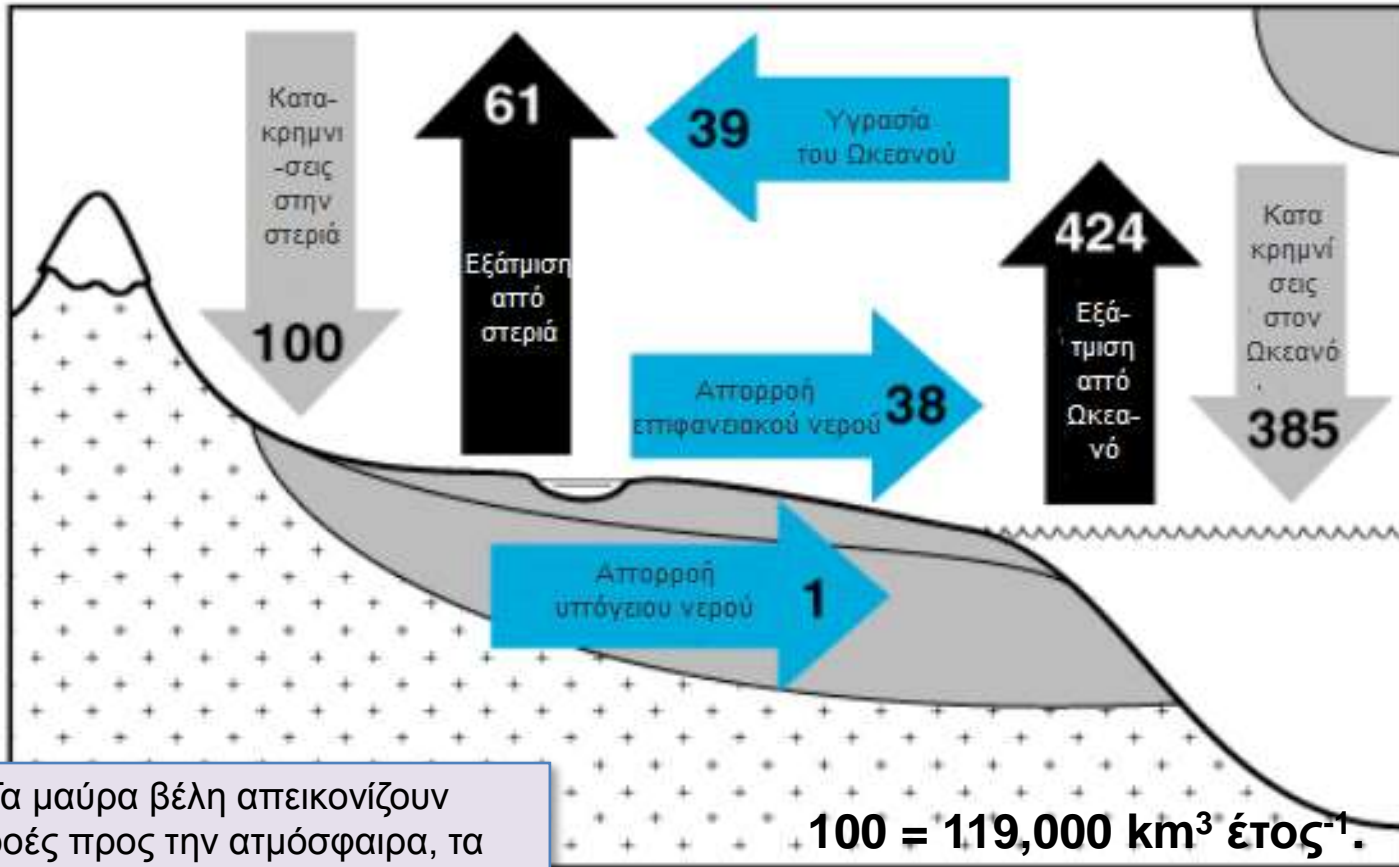 Κατα-
κρημνι
-σεις
στην
στεριά
100
61
Εξάτμιση
από
στεριά
39
Υγρασία
του Ωκεανού
424
Εξά-
τμιση
από
Ωκεα-
νό
Κατα
κρημνί
σεις
στον
Ωκεανό
385
Απορροή
επιφανειακού νερού
38
Απορροή
υπόγειου νερού
1
Τα μαύρα βέλη απεικονίζουν
προς την ατμόσφαιρα, τα
100 = 119,000 km³ έτος⁻¹.